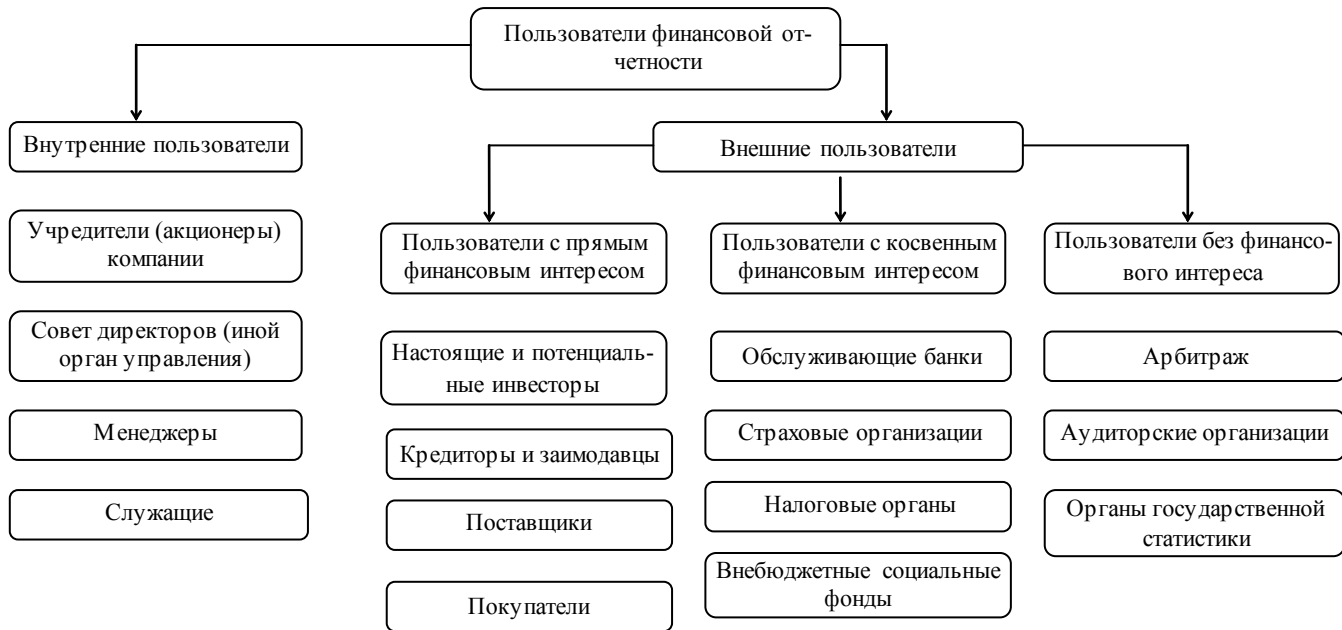 Пользователи финансовой от-
четности
Внутренние пользователи
Внешние пользователи
Учредители (акционеры)
компании
Совет директоров (иной
орган управления)
Менеджеры
Служащие
Пользователи с прямым
финансовым интересом
Настоящие и потенциаль-
ные инвесторы
Кредиторы и заимодавцы
Поставщики
Покупатели
Пользователи с косвенным
финансовым интересом
Обслуживающие банки
Страховые организации
Налоговые органы
Внебюджетные социальные
фонды
Пользователи без финансо-
вого интереса
Арбитраж
Аудиторские организации
Органы государственной
статистики